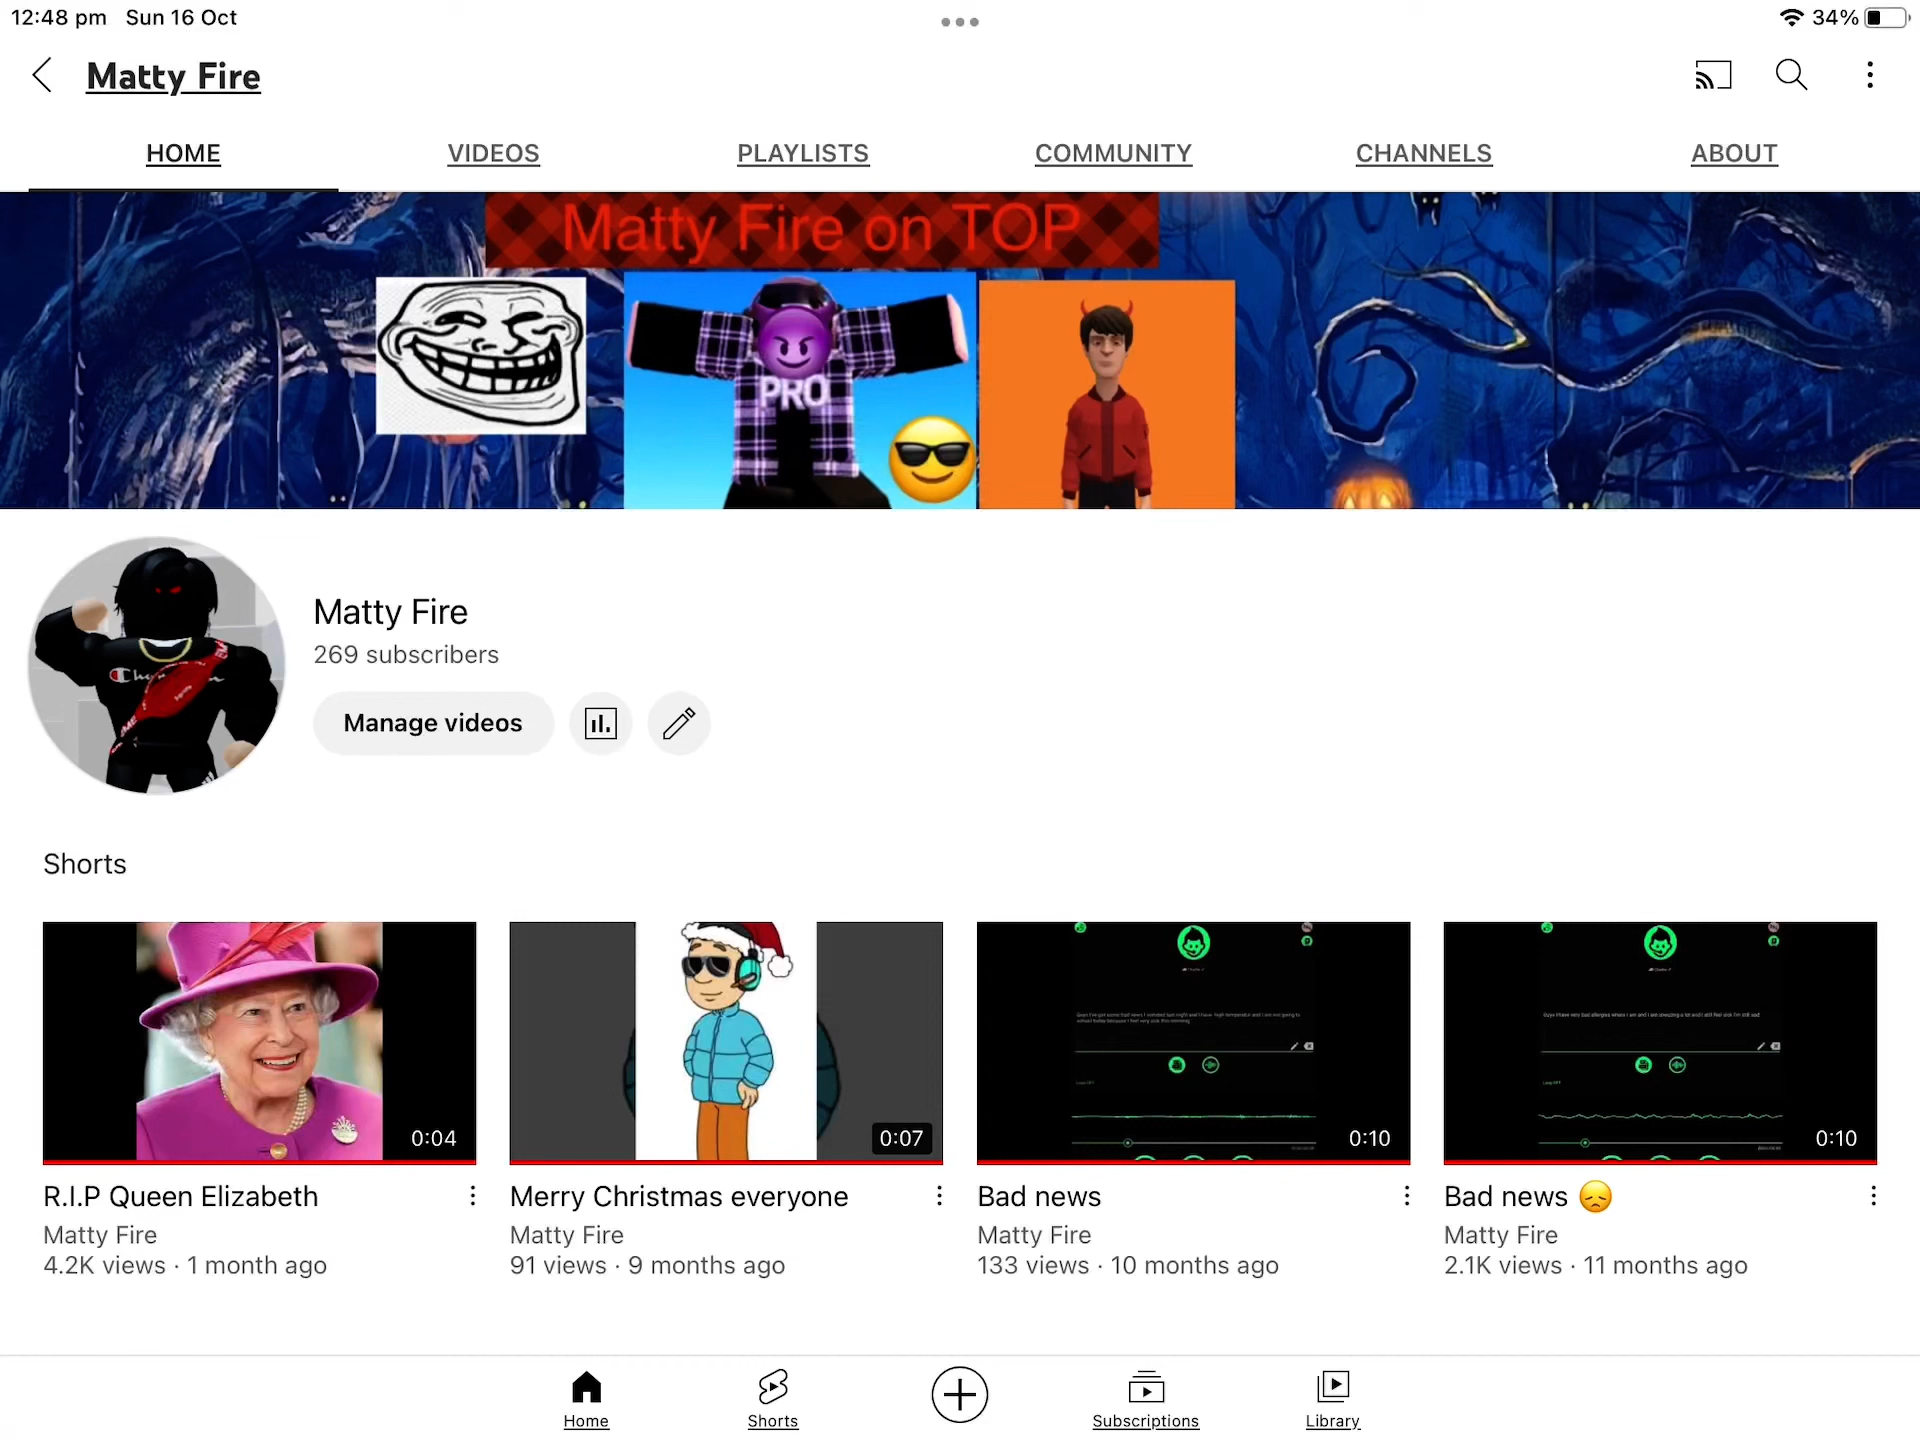 12:48 pm Sun 16 Oct
34%
Matty Fire
HOME VIDEOS PLAYLISTS COMMUNITY CHANNELS ABOUT
Matty Fire on TOP
PRO
Matty Fire
269 subscribers
Manage videos
Shorts
0:04 0:07 0:10 0:10
R.I.P Queen Elizabeth
Matty Fire
4.2K views · 1 month ago
Merry Christmas everyone
Matty Fire
91 views · 9 months ago
Bad news
Matty Fire
133 views · 10 months ago
Bad news 😞
Matty Fire
2.1K views · 11 months ago
Home Shorts Subscriptions Library